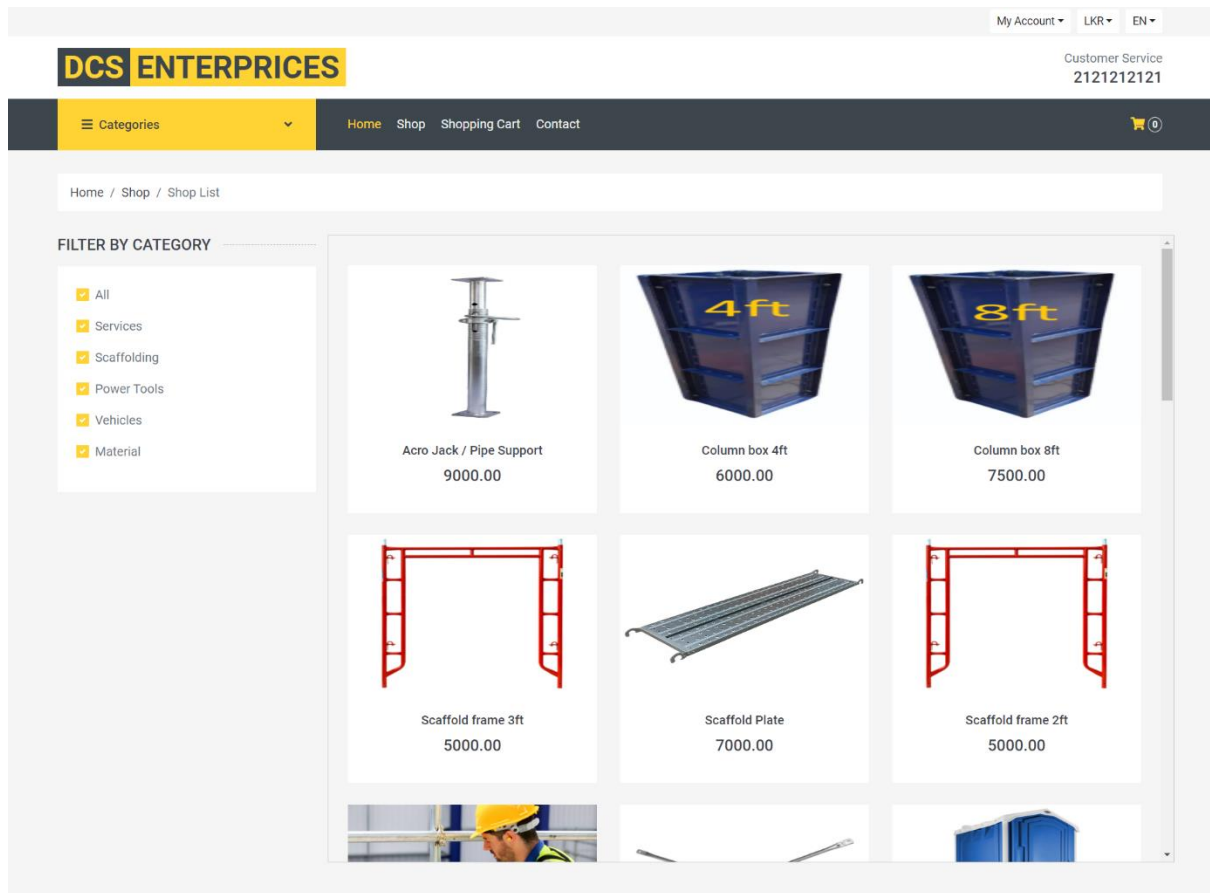 My Account LKR EN
DCS ENTERPRICES
Customer Service
2121212121
Categories
Home Shop Shopping Cart Contact
0
Home / Shop / Shop List
FILTER BY CATEGORY
All
Services
Scaffolding
Power Tools
Vehicles
Material
4ft
8ft
Acro Jack / Pipe Support
9000.00
Column box 4ft
6000.00
Column box 8ft
7500.00
Scaffold frame 3ft
5000.00
Scaffold Plate
7000.00
Scaffold frame 2ft
5000.00